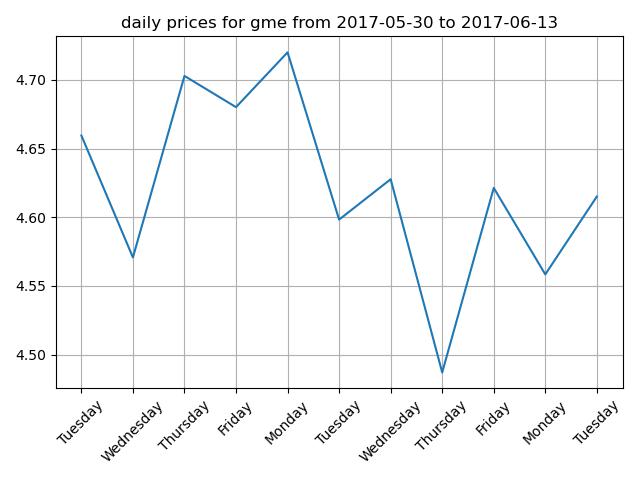 daily prices for gme from 2017-05-30 to 2017-06-13
4.70
4.65
4.60
4.55
4.50
Tuesday
Wednesday
Thursday
Friday
Monday
Tuesday
Wednesday
Thursday
Friday
Monday
Tuesday